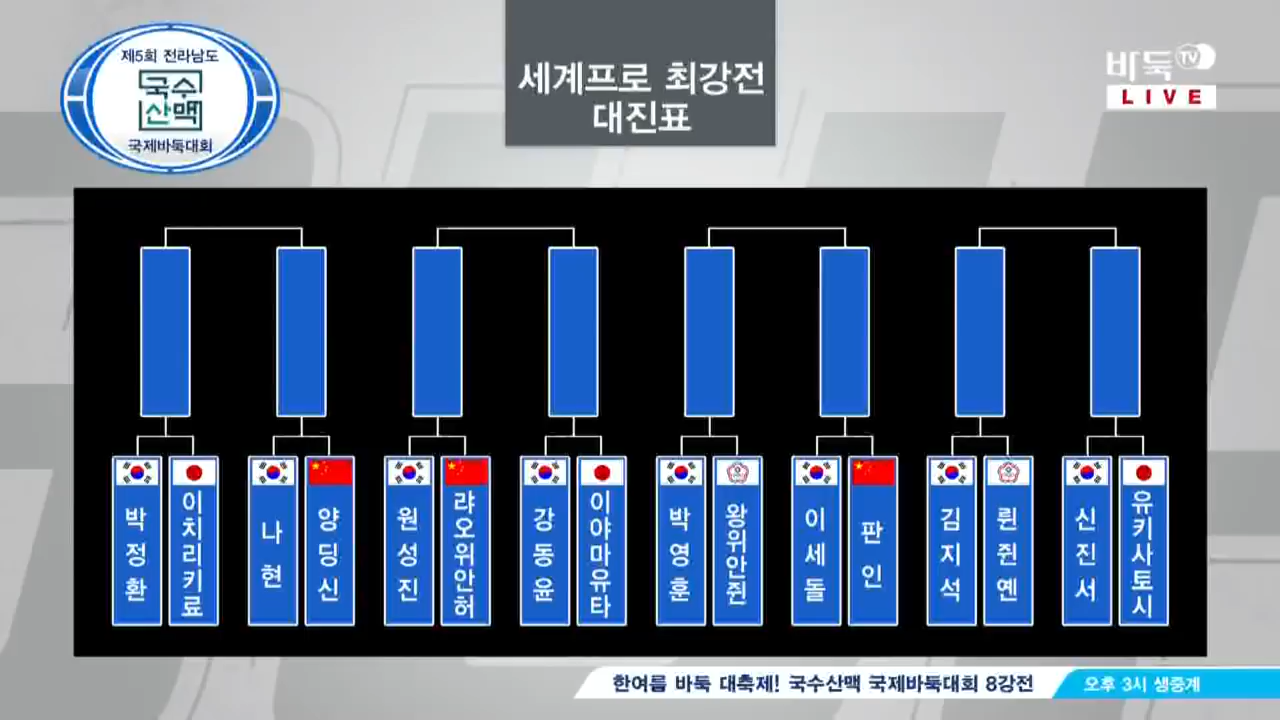 제5회 전라남도
국수
산맥
국제바둑대회
세계프로 최강전
대진표
바둑TV
LIVE
박정환
이치리키료
나현
양딩신
원성진
랴오위안허
강동윤
이야마유타
박영훈
왕위안쥔
이세돌
판인
김지석
린쥔옌
신진서
유키사토시
한여름 바둑 대축제! 국수산맥 국제바둑대회 8강전
오후 3시 생중계